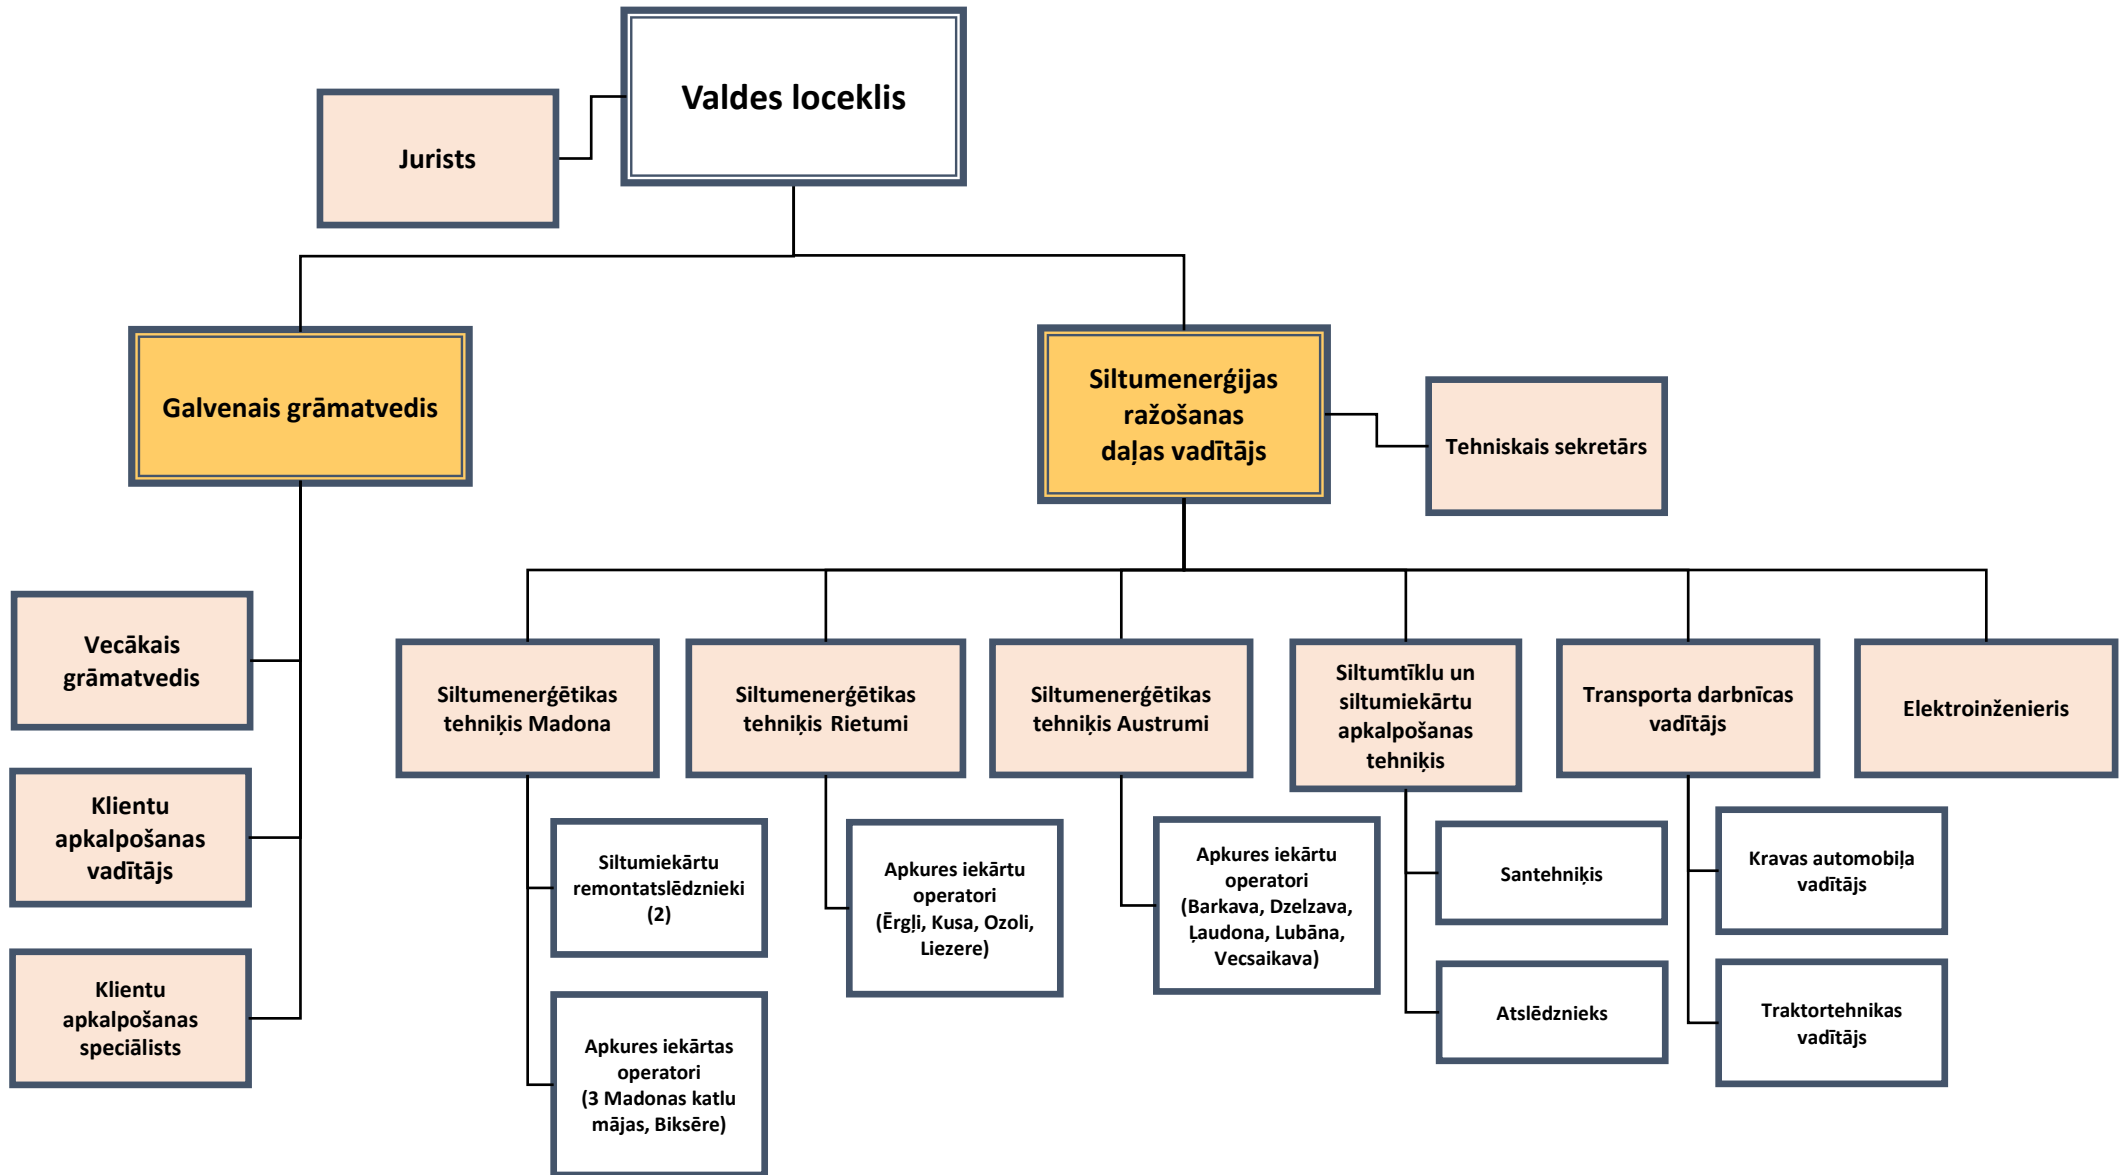 Valdes loceklis
Jurists
Galvenais grāmatvedis
Siltumenerģijas
ražošanas
daļas vadītājs
Tehniskais sekretārs
Vecākais
grāmatvedis
Klientu
apkalpošanas
vadītājs
Klientu
apkalpošanas
speciālists
Siltumenerģētikas
tehniķis Madona
Siltumenerģētikas
tehniķis Rietumi
Siltumenerģētikas
tehniķis Austrumi
Siltumtīklu un
siltumiekārtu
apkalpošanas
tehniķis
Transporta darbnīcas
vadītājs
Elektroinženieris
Siltumiekārtu
remontatslēdznieki
(2)
Apkures iekārtas
operatori
(3 Madonas katlu
mājas, Biksēre)
Apkures iekārtu
operatori
(Ērgļi, Kusa, Ozoli,
Liezere)
Apkures iekārtu
operatori
(Barkava, Dzelzava,
Ļaudona, Lubāna,
Vecsaikava)
Santehniķis
Atslēdznieks
Kravas automobiļa
vadītājs
Traktortehnikas
vadītājs